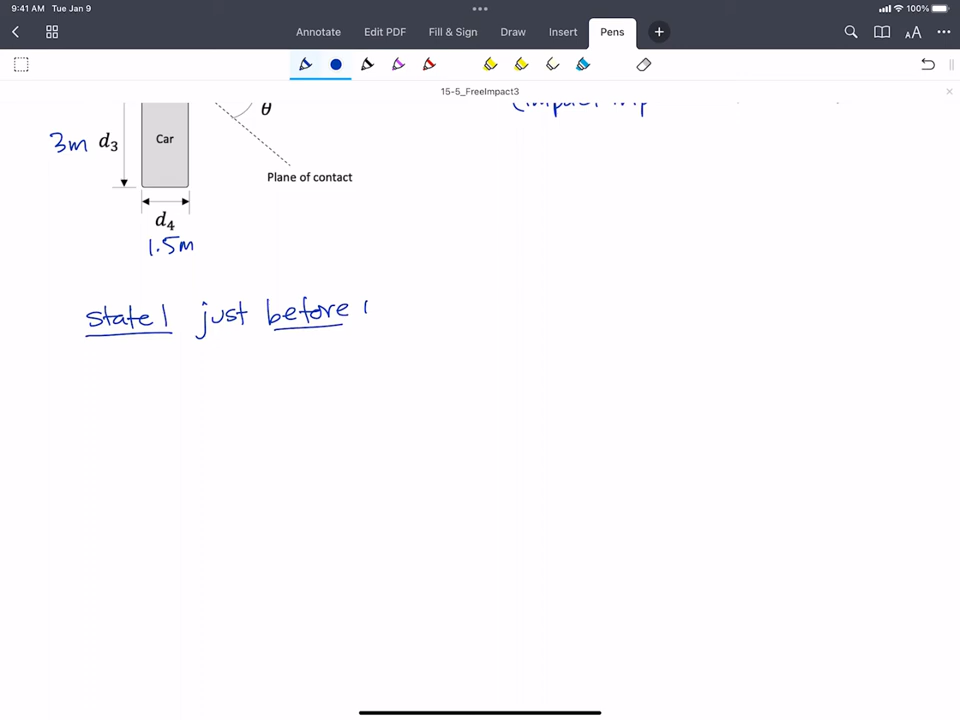 9:41 AM Tue Jan 9
100%
Annotate Edit PDF Fill & Sign Draw Insert Pens
AA
15-5_FreeImpact3
θ
3m d3
Car
Plane of contact
d4
1.5m
state 1 just before